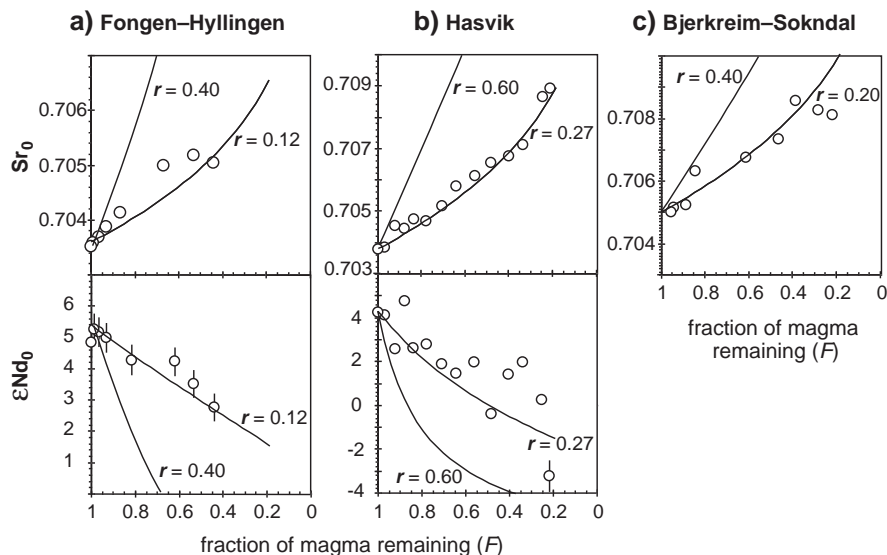 a) Fongen–Hyllingen
b) Hasvik
c) Bjerkreim–Sokndal
Sr₀
0.706
0.705
0.704
r = 0.40
r = 0.12
0.709
0.707
0.705
0.703
r = 0.60
r = 0.27
0.708
0.706
0.704
r = 0.40
r = 0.20
1 0.8 0.6 0.4 0.2 0
fraction of magma
remaining (F)
εNd₀
6
5
4
3
2
1
r = 0.12
r = 0.40
4
2
0
-2
-4
r = 0.27
r = 0.60
1 0.8 0.6 0.4 0.2 0
1 0.8 0.6 0.4 0.2 0
fraction of magma remaining (F)